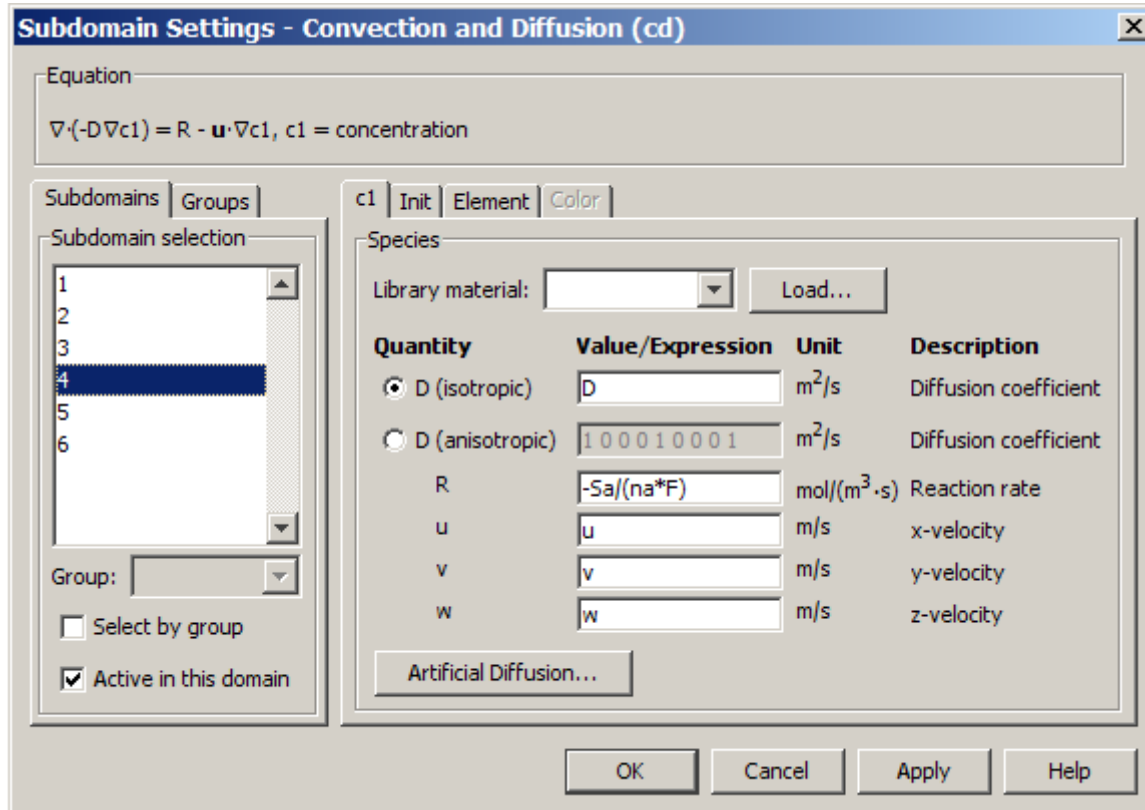 Subdomain Settings - Convection and Diffusion (cd)
Equation
∇·(-D∇c1) = R - u·∇c1, c1 = concentration
Subdomains Groups
Subdomain selection
1
2
3
4
5
6
Group:
Select by group
Active in this domain
c1 Init Element Color
Species
Library material: Load...
Quantity Value/Expression Unit Description
D (isotropic) D m²/s Diffusion coefficient
D (anisotropic) 1 0 0 0 1 0 0 0 1 m²/s Diffusion coefficient
R -Sa/(na*F) mol/(m³·s) Reaction rate
u u m/s x-velocity
v v m/s y-velocity
w w m/s z-velocity
Artificial Diffusion...
OK Cancel Apply Help